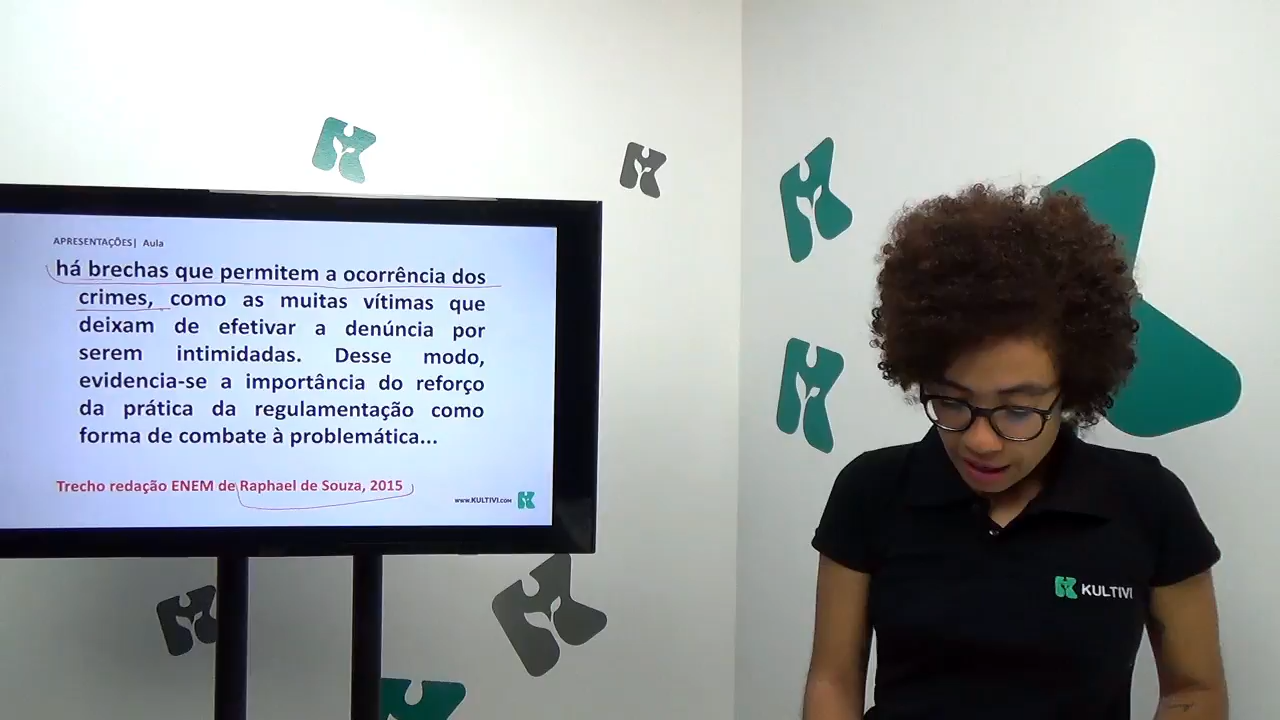 APRESENTAÇÕES| Aula
há brechas que permitem a ocorrência dos
crimes, como as muitas vítimas que
deixam de efetivar a denúncia por
serem intimidadas. Desse modo,
evidencia-se a importância do reforço
da prática da regulamentação como
forma de combate à problemática...
Trecho redação ENEM de Raphael de Souza, 2015
www.KULTIVI.COM
KULTIVI